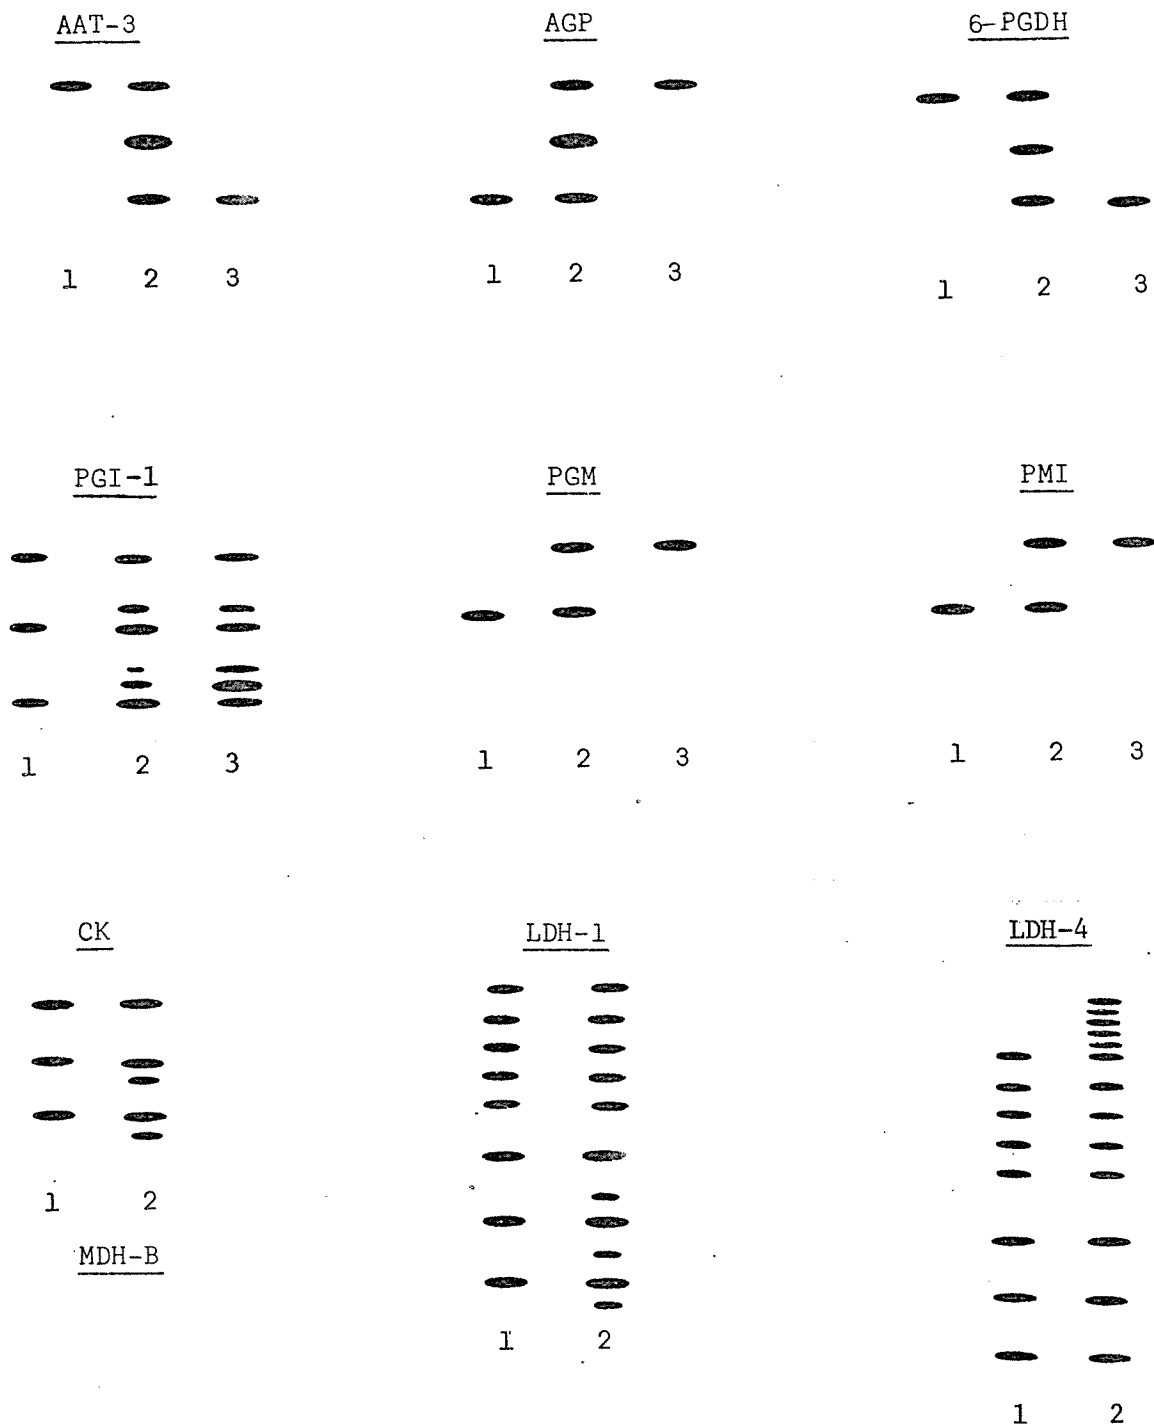 AAT-3 AGP 6-PGDH
1 2 3 1 2 3 1 2 3
PGI-1 PGM PMI
1 2 3 1 2 3 1 2 3
CK LDH-1 LDH-4
1 2
MDH-B
1 2
1 2